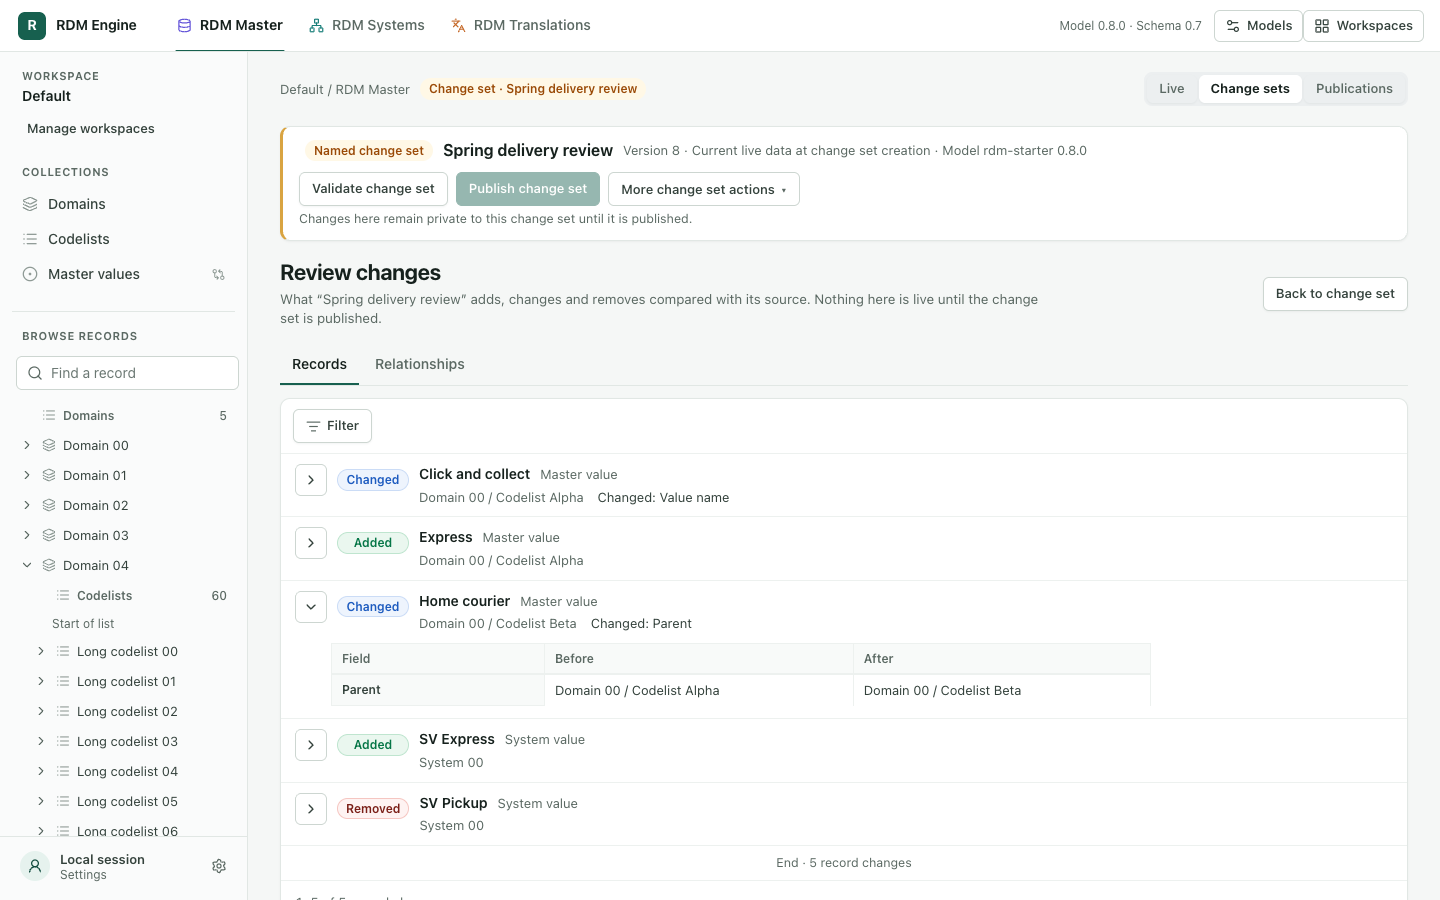 R RDM Engine RDM Master RDM Systems RDM Translations Model 0.8.0 · Schema 0.7 Models Workspaces
WORKSPACE
Default
Manage workspaces
COLLECTIONS
Domains
Codelists
Master values
BROWSE RECORDS
Find a record
Domains 5
Domain 00
Domain 01
Domain 02
Domain 03
Domain 04
Codelists 60
Start of list
Long codelist 00
Long codelist 01
Long codelist 02
Long codelist 03
Long codelist 04
Long codelist 05
Long codelist 06
Local session
Settings
Default / RDM Master Change set · Spring delivery review Live Change sets Publications
Named change set Spring delivery review Version 8 · Current live data at change set creation · Model rdm-starter 0.8.0
Validate change set Publish change set More change set actions
Changes here remain private to this change set until it is published.
Review changes
What “Spring delivery review” adds, changes and removes compared with its source. Nothing here is live until the change
set is published.
Back to change set
Records Relationships
Filter
Changed Click and collect Master value
Domain 00 / Codelist Alpha Changed: Value name
Added Express Master value
Domain 00 / Codelist Alpha
Changed Home courier Master value
Domain 00 / Codelist Beta Changed: Parent
Field Before After
Parent Domain 00 / Codelist Alpha Domain 00 / Codelist Beta
Added SV Express System value
System 00
Removed SV Pickup System value
System 00
End · 5 record changes